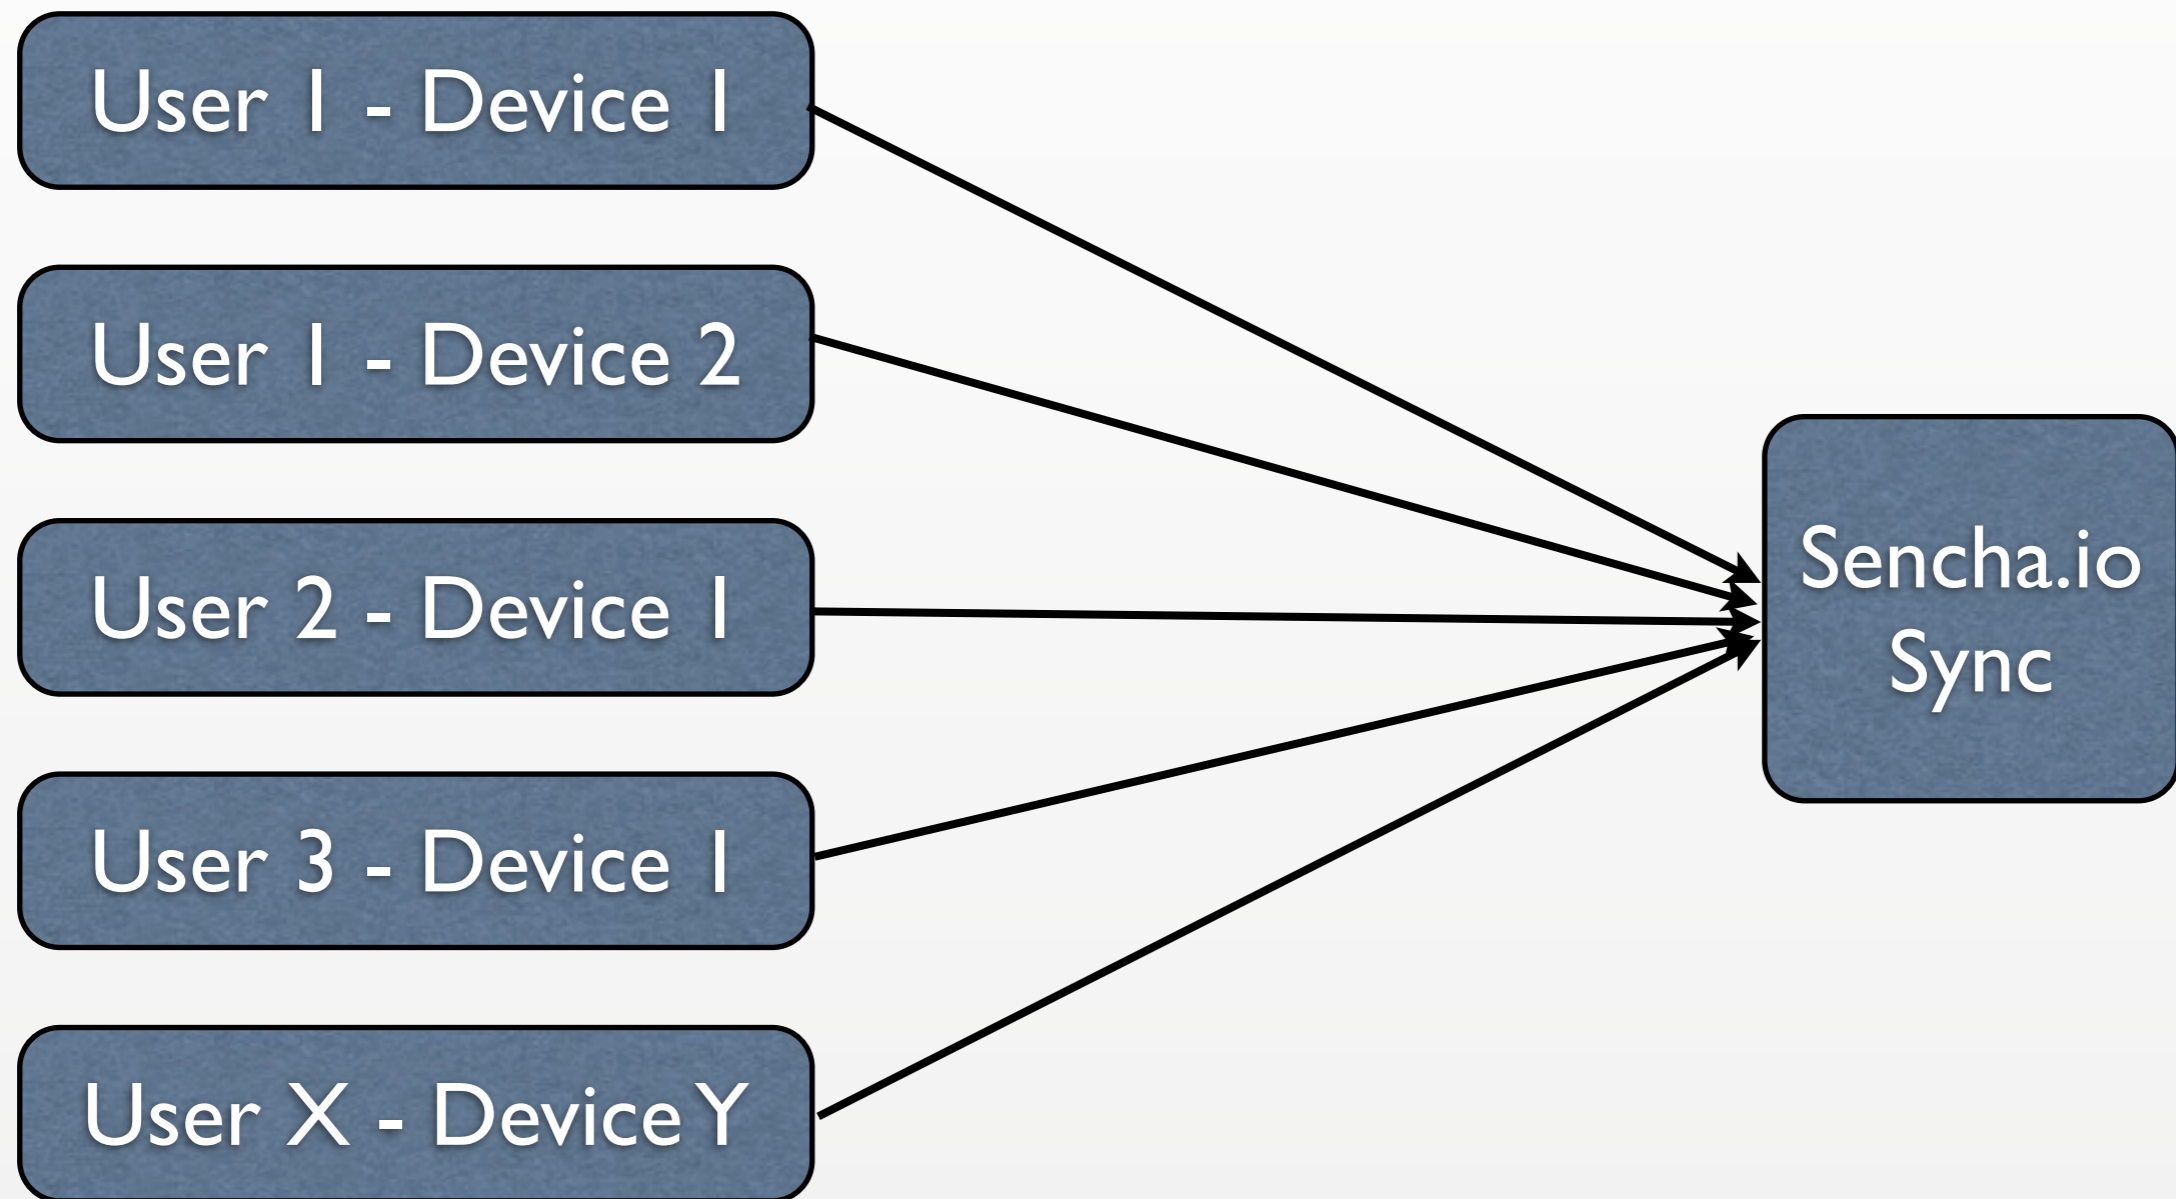 User 1 - Device 1
User 1 - Device 2
User 2 - Device 1
User 3 - Device 1
User X - Device Y
Sencha.io
Sync